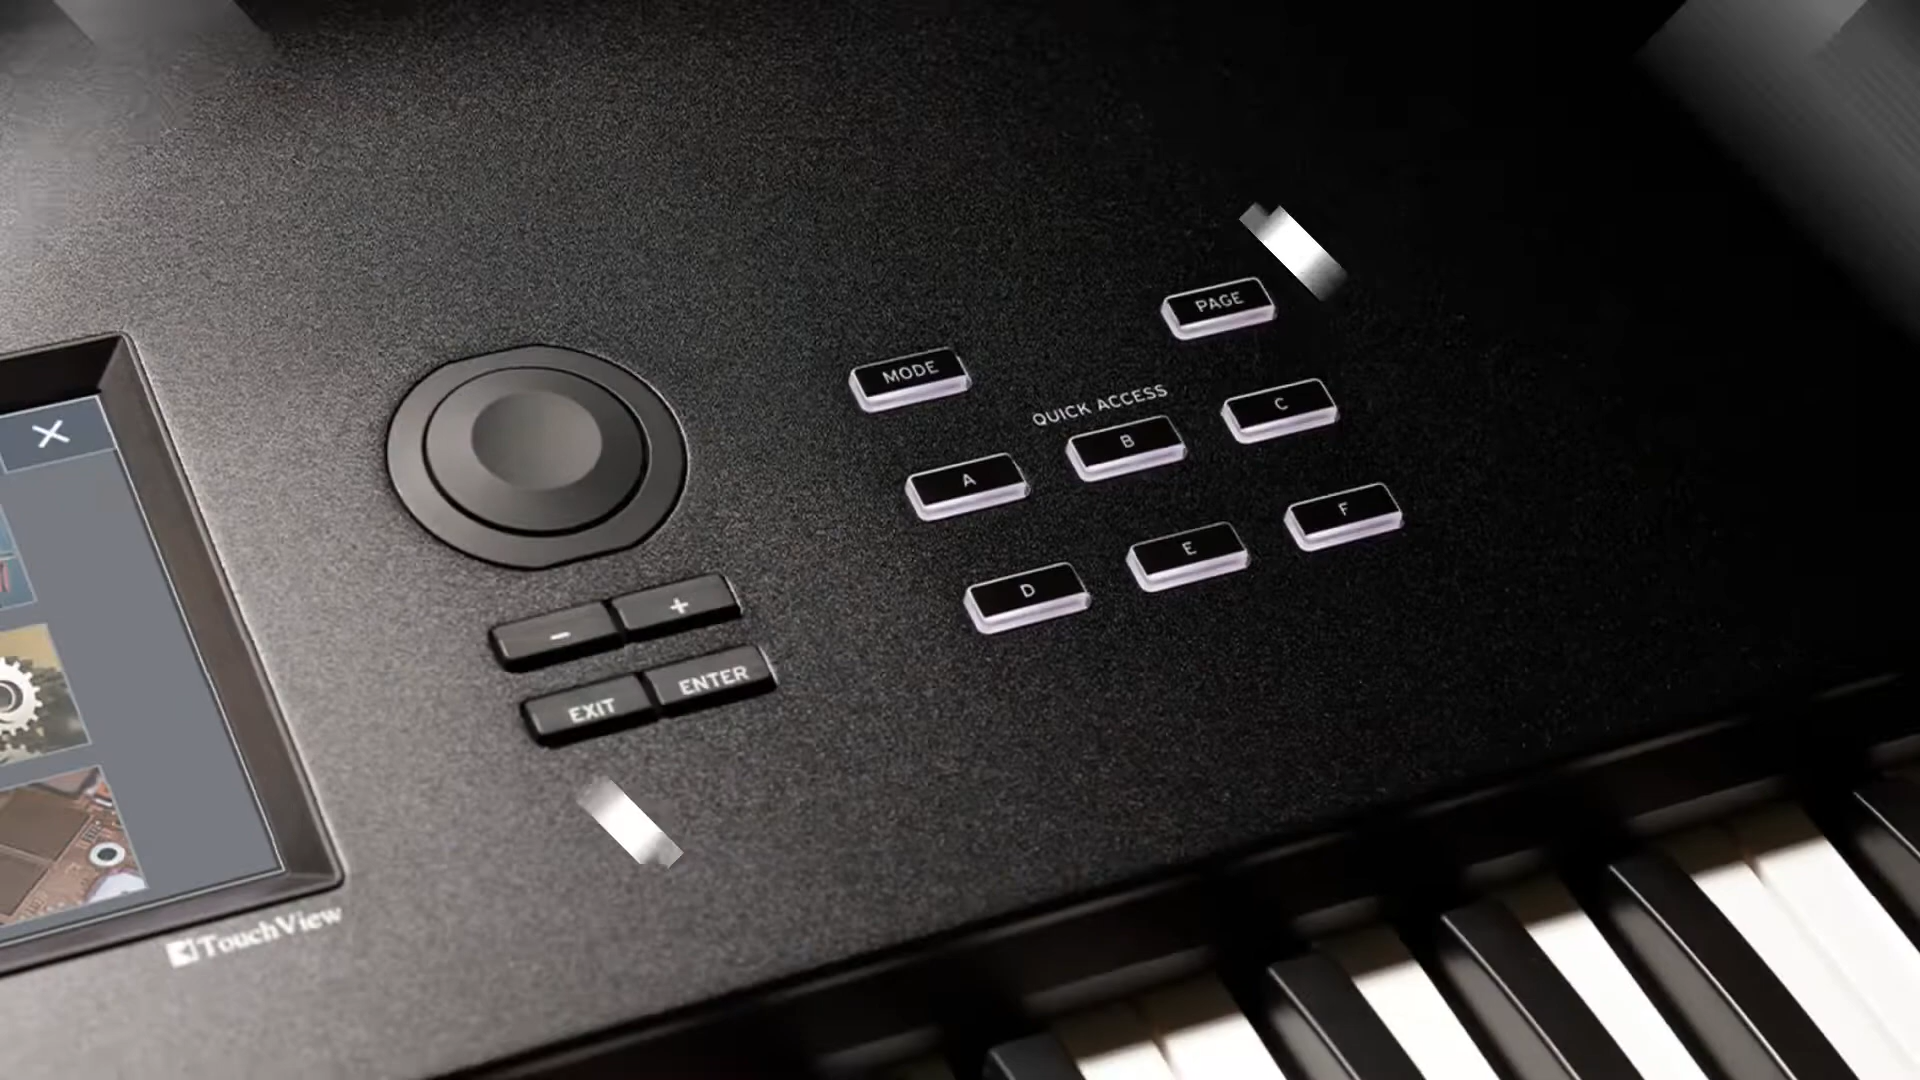 PAGE
MODE
QUICK ACCESS
A
B
C
D
E
F
-
+
EXIT
ENTER
TouchView